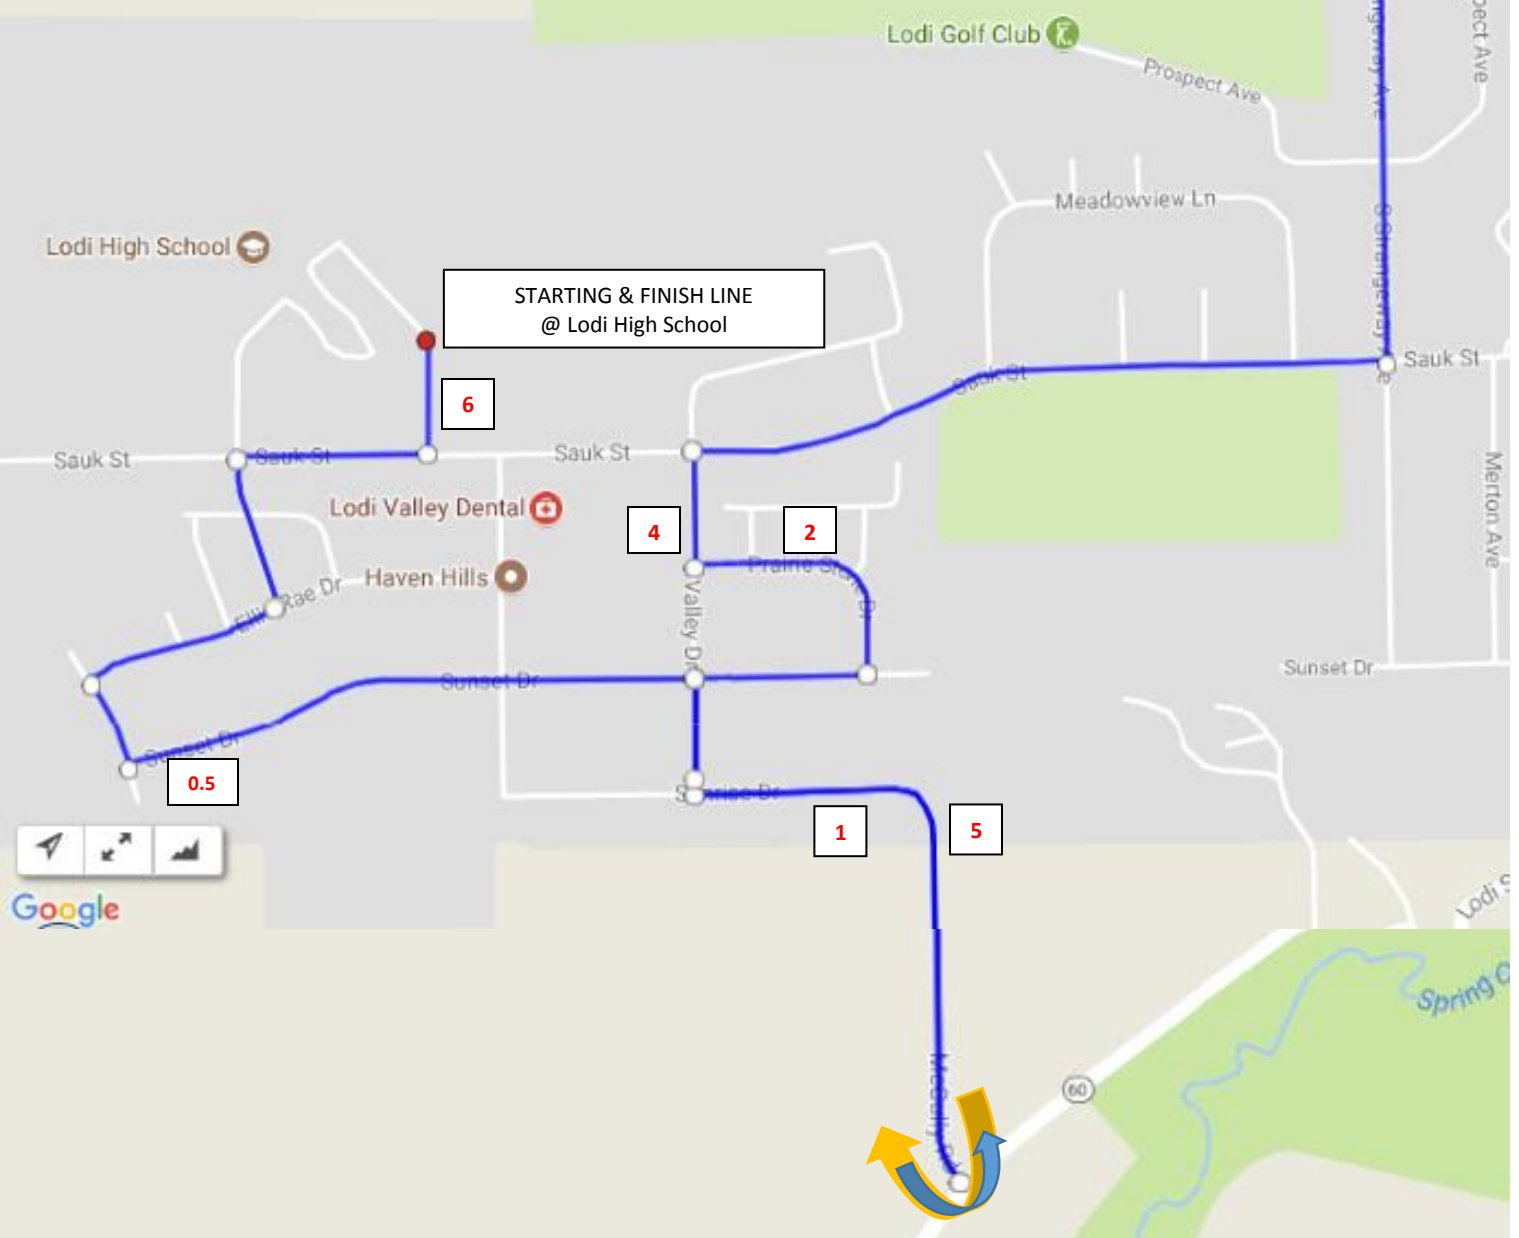 Lodi Golf Club
Prospect Ave
Meadowview Ln
Lodi High School
STARTING & FINISH LINE
@ Lodi High School
Sauk St
Sauk St
6
Sauk St
Sauk St
Sauk St
Lodi Valley Dental
4
2
Haven Hills
Valley Dr
Merton Ave
Sunset Dr
Sunset Dr
Sunset Dr
0.5
Sunrise Dr
1
5
Google
60